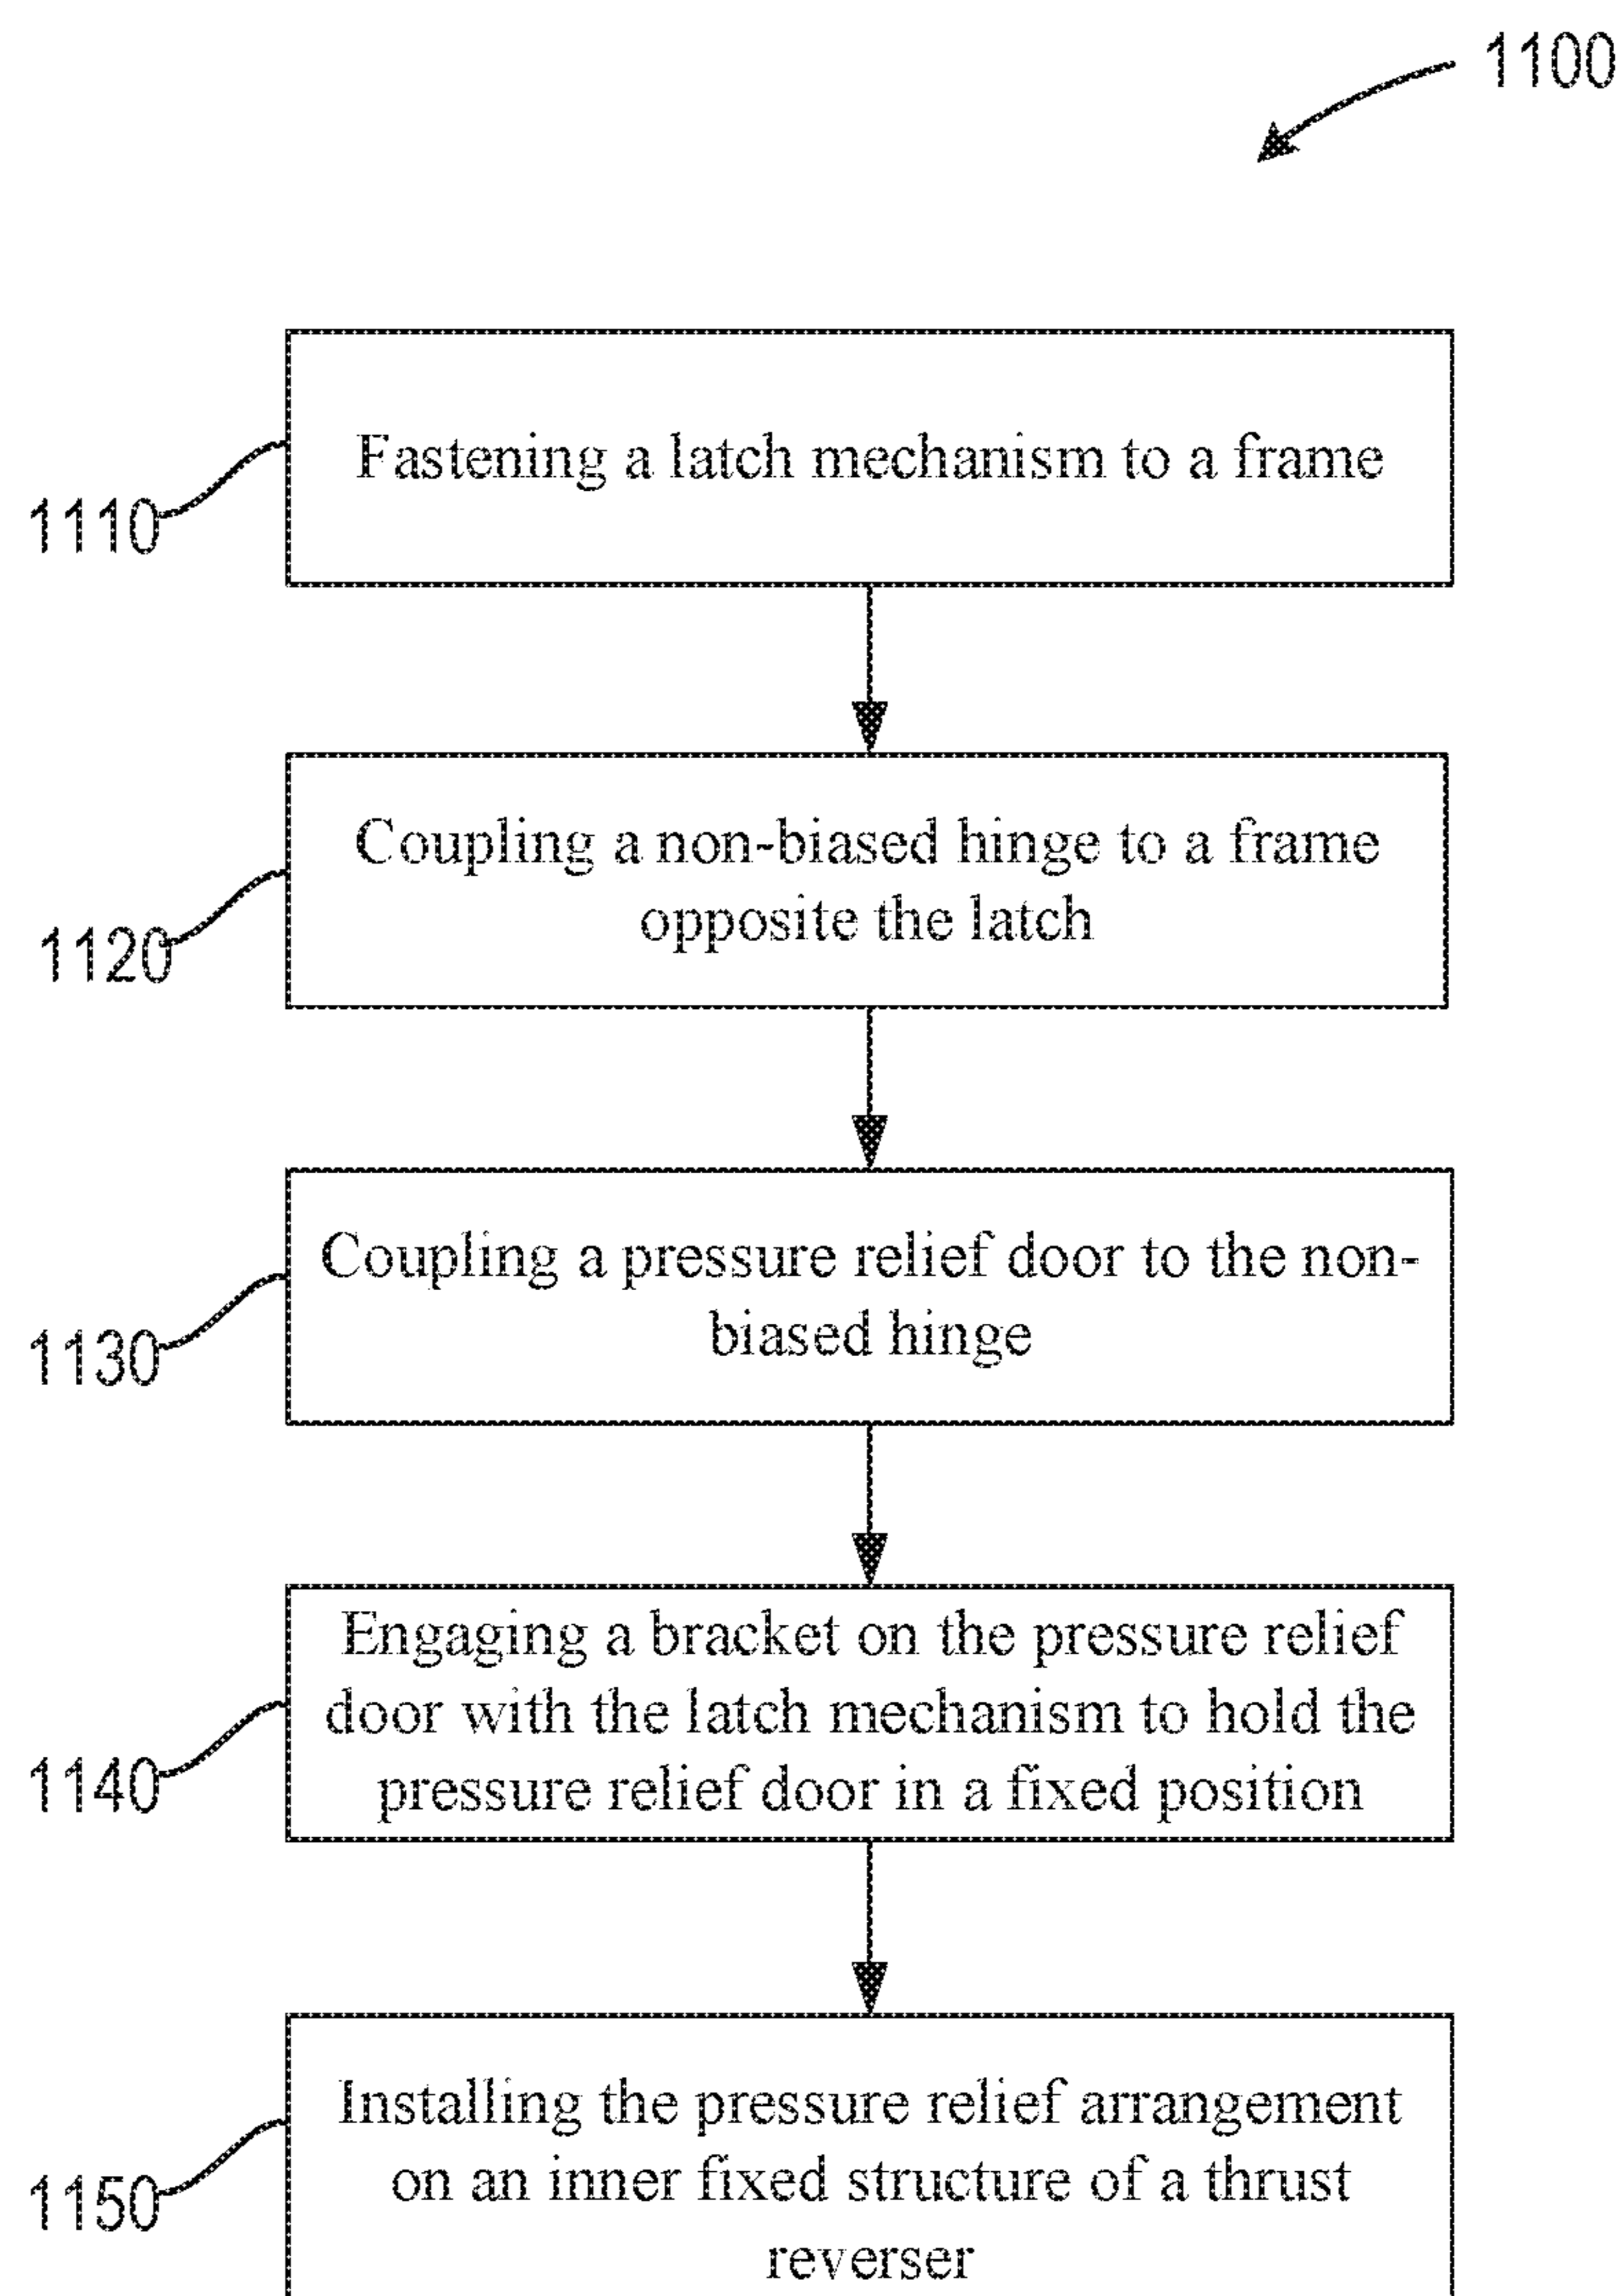 1100
Fastening a latch mechanism to a frame
1110
Coupling a non-biased hinge to a frame
opposite the latch
1120
Coupling a pressure relief door to the non-
biased hinge
1130
Engaging a bracket on the pressure relief
door with the latch mechanism to hold the
pressure relief door in a fixed position
1140
Installing the pressure relief arrangement
on an inner fixed structure of a thrust
reverser
1150